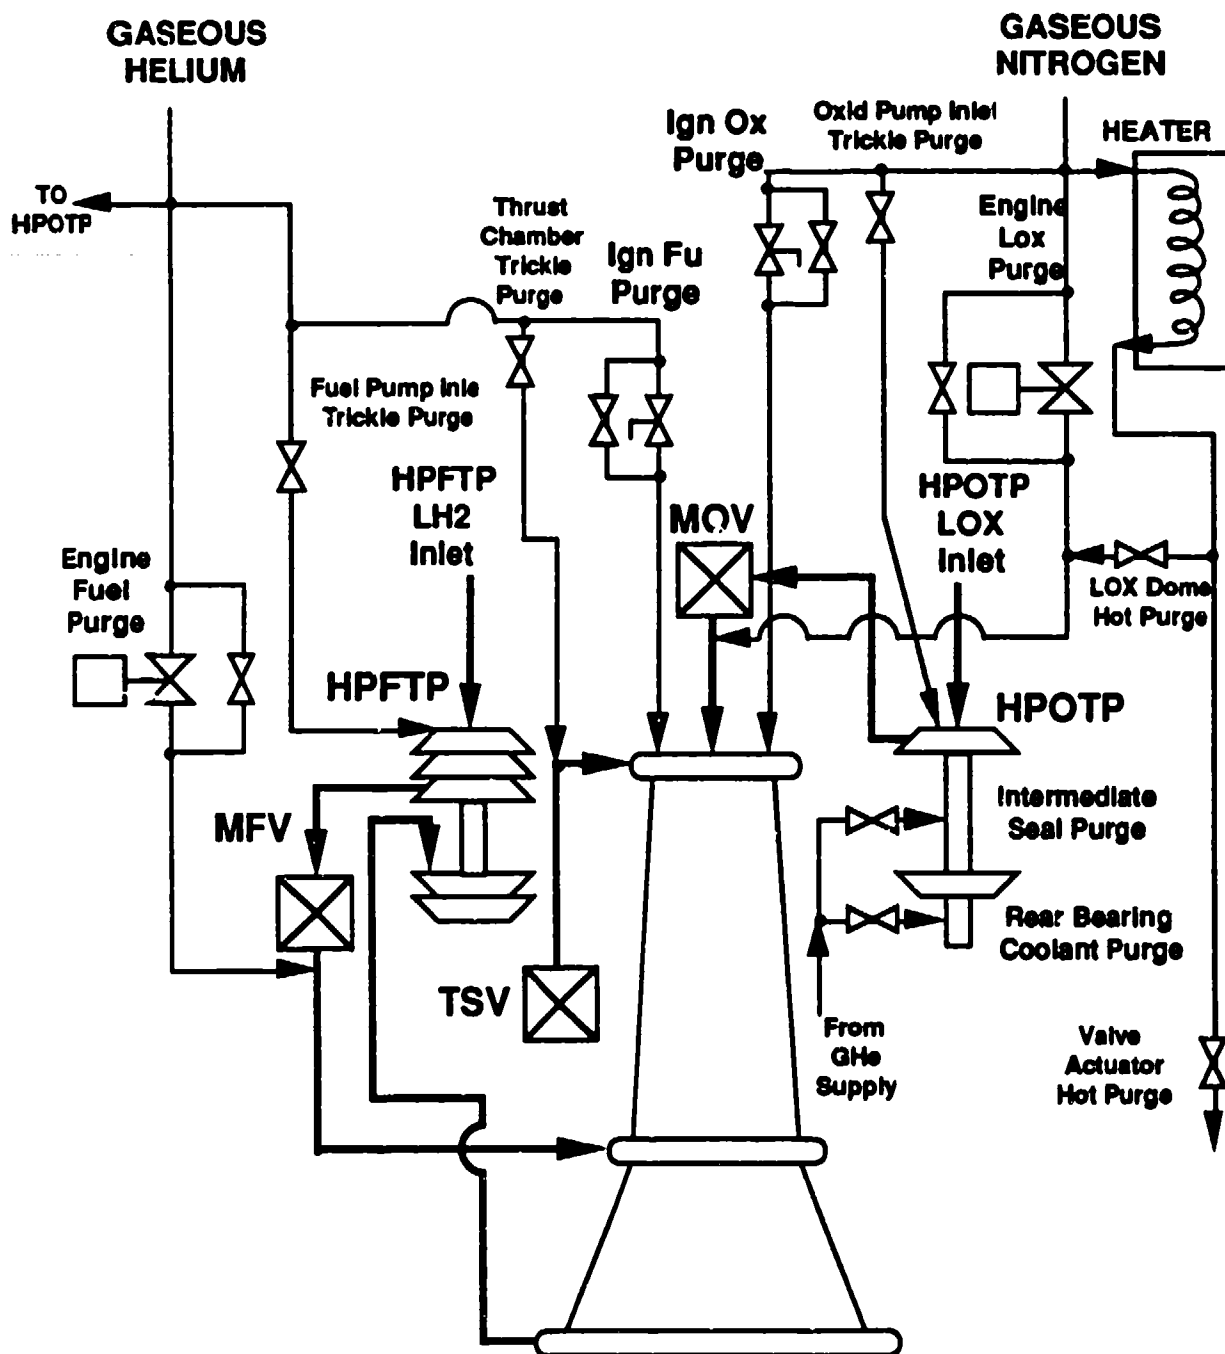 GASEOUS
HELIUM
GASEOUS
NITROGEN
Ign Ox
Purge
Oxid Pump Inlet
Trickle Purge
HEATER
TO
HPOTP
Thrust
Chamber
Trickle
Purge
Ign Fu
Purge
Engine
Lox
Purge
Fuel Pump Inle
Trickle Purge
HPFTP
LH2
Inlet
MOV
HPOTP
LOX
Inlet
Engine
Fuel
Purge
LOX Dome
Hot Purge
HPFTP
HPOTP
MFV
Intermediate
Seal Purge
Rear Bearing
Coolant Purge
TSV
From
GHe
Supply
Valve
Actuator
Hot Purge